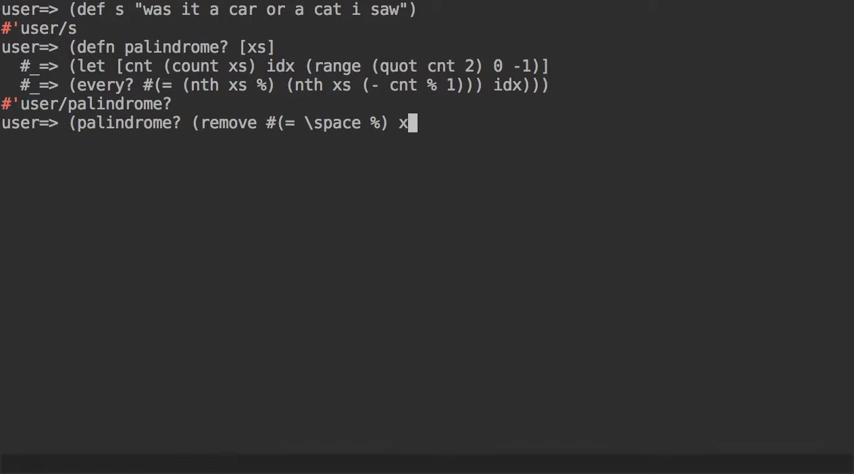 user=> (def s "was it a car or a cat i saw")
#'user/s
user=> (defn palindrome? [xs]
  #_=> (let [cnt (count xs) idx (range (quot cnt 2) 0 -1)]
  #_=> (every? #(= (nth xs %) (nth xs (- cnt % 1))) idx)))
#'user/palindrome?
user=> (palindrome? (remove #(= \space %) x